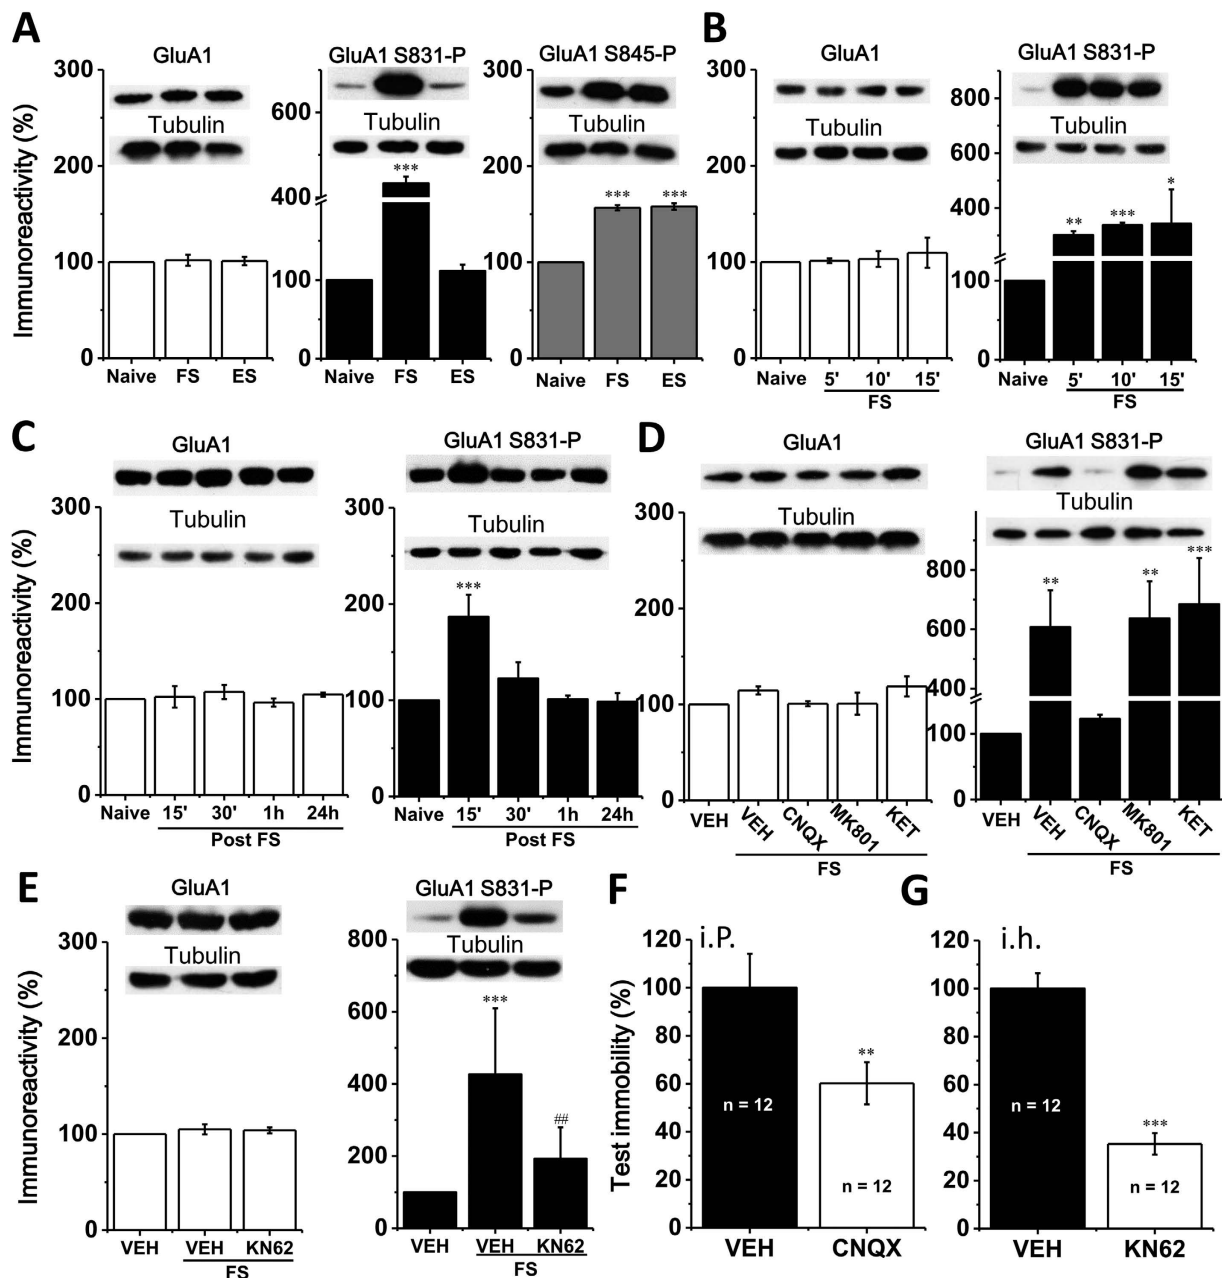 A
GluA1
GluA1 S831-P
GluA1 S845-P
Tubulin
Tubulin
Tubulin
Immunoreactivity (%)
300
200
100
0
600
400
100
0
***
300
200
100
0
***
***
Naive FS ES
Naive FS ES
Naive FS ES
B
GluA1
GluA1 S831-P
Tubulin
Tubulin
300
200
100
0
800
600
400
100
0
**
***
*
Naive 5' 10' 15'
FS
Naive 5' 10' 15'
FS
C
GluA1
GluA1 S831-P
Tubulin
Tubulin
Immunoreactivity (%)
300
200
100
0
300
200
100
0
***
Naive 15' 30' 1h 24h
Post FS
Naive 15' 30' 1h 24h
Post FS
D
GluA1
GluA1 S831-P
Tubulin
Tubulin
300
200
100
0
800
600
400
100
0
**
**
***
VEH VEH CNQX MK801 KET
FS
VEH VEH CNQX MK801 KET
FS
E
GluA1
GluA1 S831-P
Tubulin
Tubulin
Immunoreactivity (%)
300
200
100
0
800
600
400
200
0
***
##
VEH VEH KN62
FS
VEH VEH KN62
FS
F
i.P.
Test immobility (%)
120
100
80
60
40
20
0
**
n = 12
n = 12
VEH CNQX
G
i.h.
120
100
80
60
40
20
0
***
n = 12
n = 12
VEH KN62